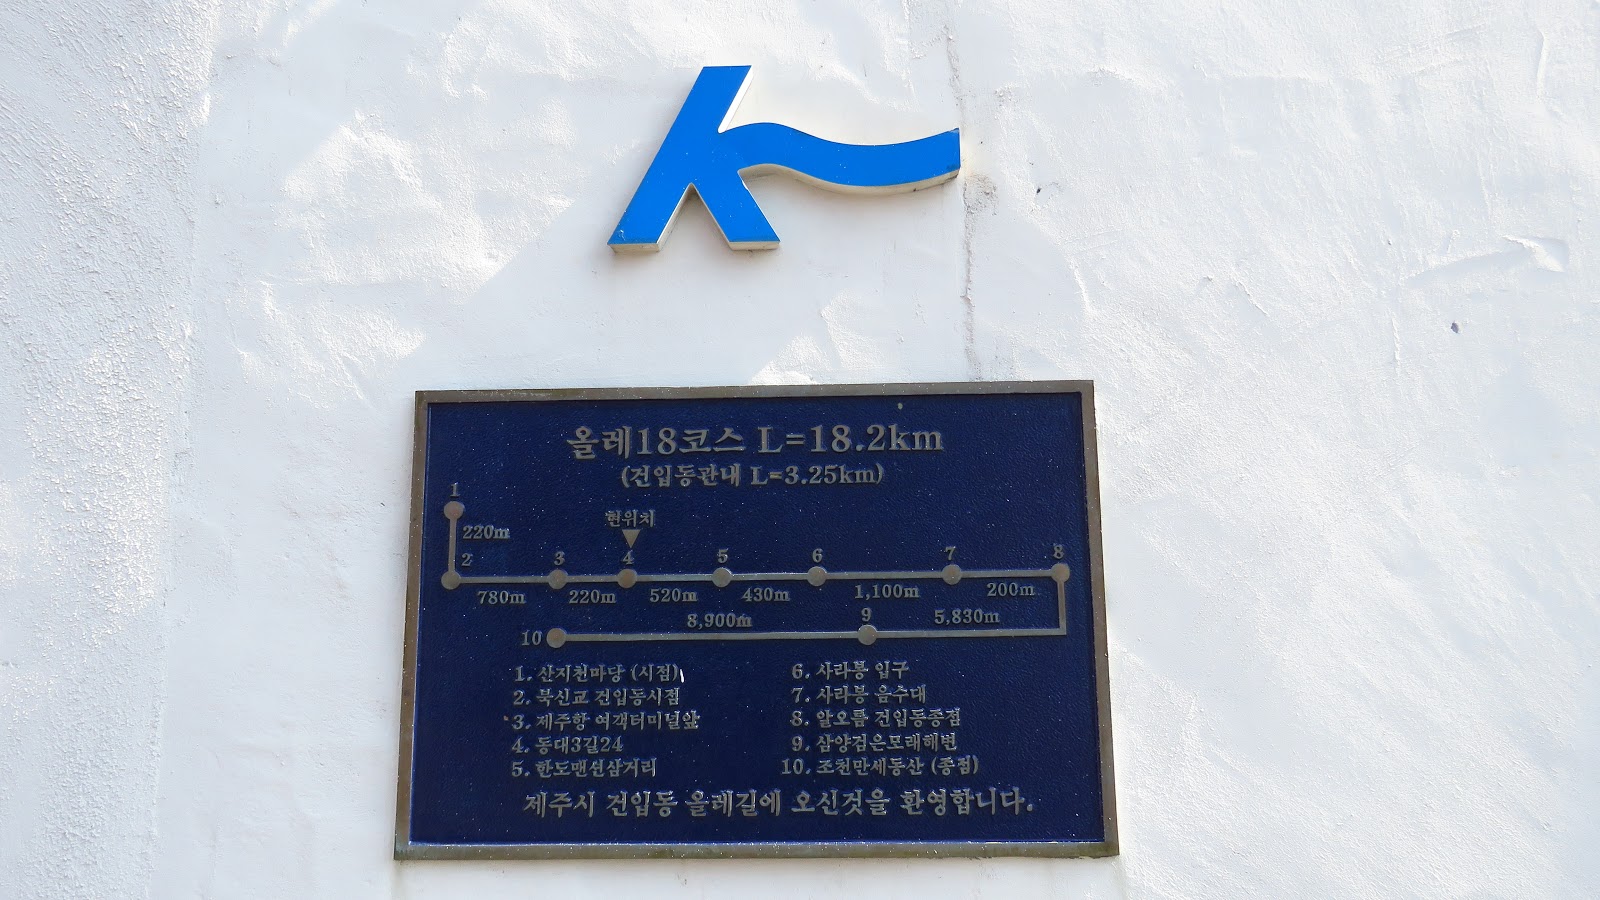 올레18코스 L=18.2km
(건입동관내 L=3.25km)
1
220m
현위치
2 3 4 5 6 7 8
780m 220m 520m 430m 1,100m 200m
10 8,900m 9 5,830m
1. 산지천마당 (시점)
2. 북신교 건입동시점
3. 제주항 여객터미널앞
4. 동대3길24
5. 한도맨션삼거리
6. 사라봉 입구
7. 사라봉 음수대
8. 알오름 건입동종점
9. 삼양검은모래해변
10. 조천만세동산 (종점)
제주시 건입동 올레길에 오신것을 환영합니다.